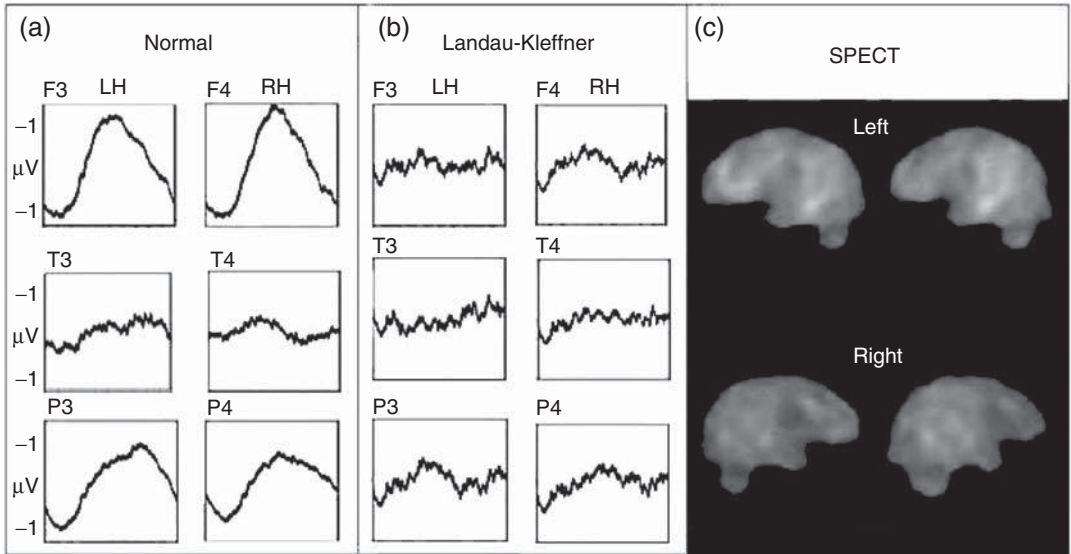 (a)
Normal
F3 LH
F4 RH
–1
μV
–1
T3
T4
–1
μV
–1
P3
P4
–1
μV
–1
(b)
Landau-Kleffner
F3 LH
F4 RH
T3
T4
P3
P4
(c)
SPECT
Left
Right